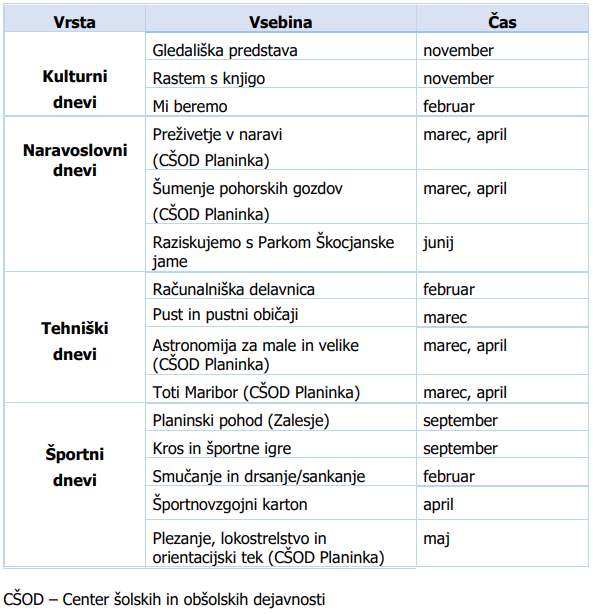 Vrsta Vsebina Čas
Kulturni
dnevi
Gledališka predstava november
Rastem s knjigo november
Mi beremo februar
Naravoslovni
dnevi
Preživetje v naravi marec, april
(CŠOD Planinka)
Šumenje pohorskih gozdov marec, april
(CŠOD Planinka)
Raziskujemo s Parkom Škocjanske junij
jame
Tehniški
dnevi
Računalniška delavnica februar
Pust in pustni običaji marec
Astronomija za male in velike marec, april
(CŠOD Planinka)
Toti Maribor (CŠOD Planinka) marec, april
Športni
dnevi
Planinski pohod (Zalesje) september
Kros in športne igre september
Smučanje in drsanje/sankanje februar
Športnovzgojni karton april
Plezanje, lokostrelstvo in maj
orientacijski tek (CŠOD Planinka)
CŠOD – Center šolskih in obšolskih dejavnosti